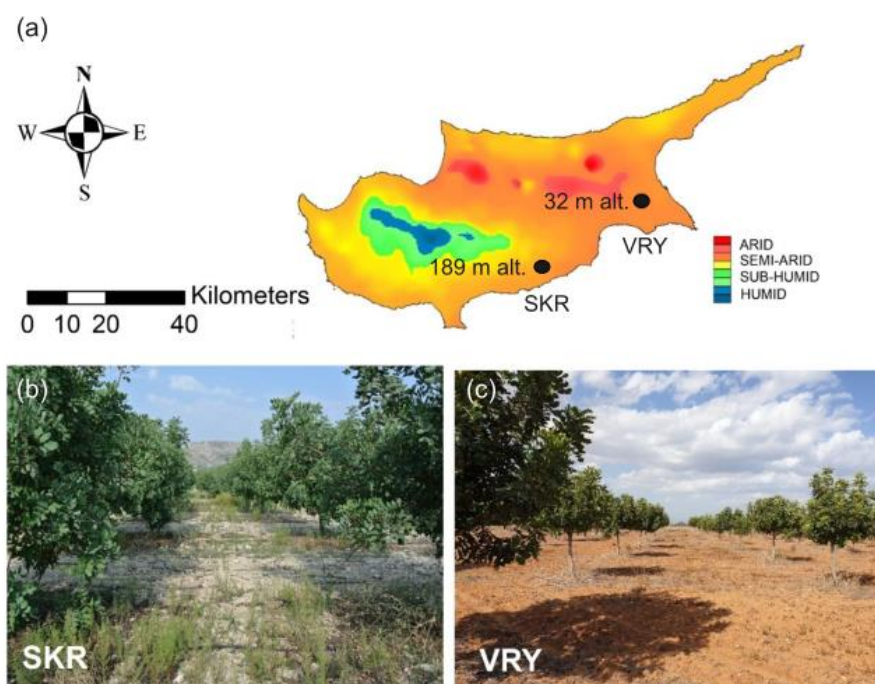 (a)
N
W E
S
32 m alt.
VRY
189 m alt.
SKR
ARID
SEMI-ARID
SUB-HUMID
HUMID
Kilometers
0 10 20 40
(b)
SKR
(c)
VRY